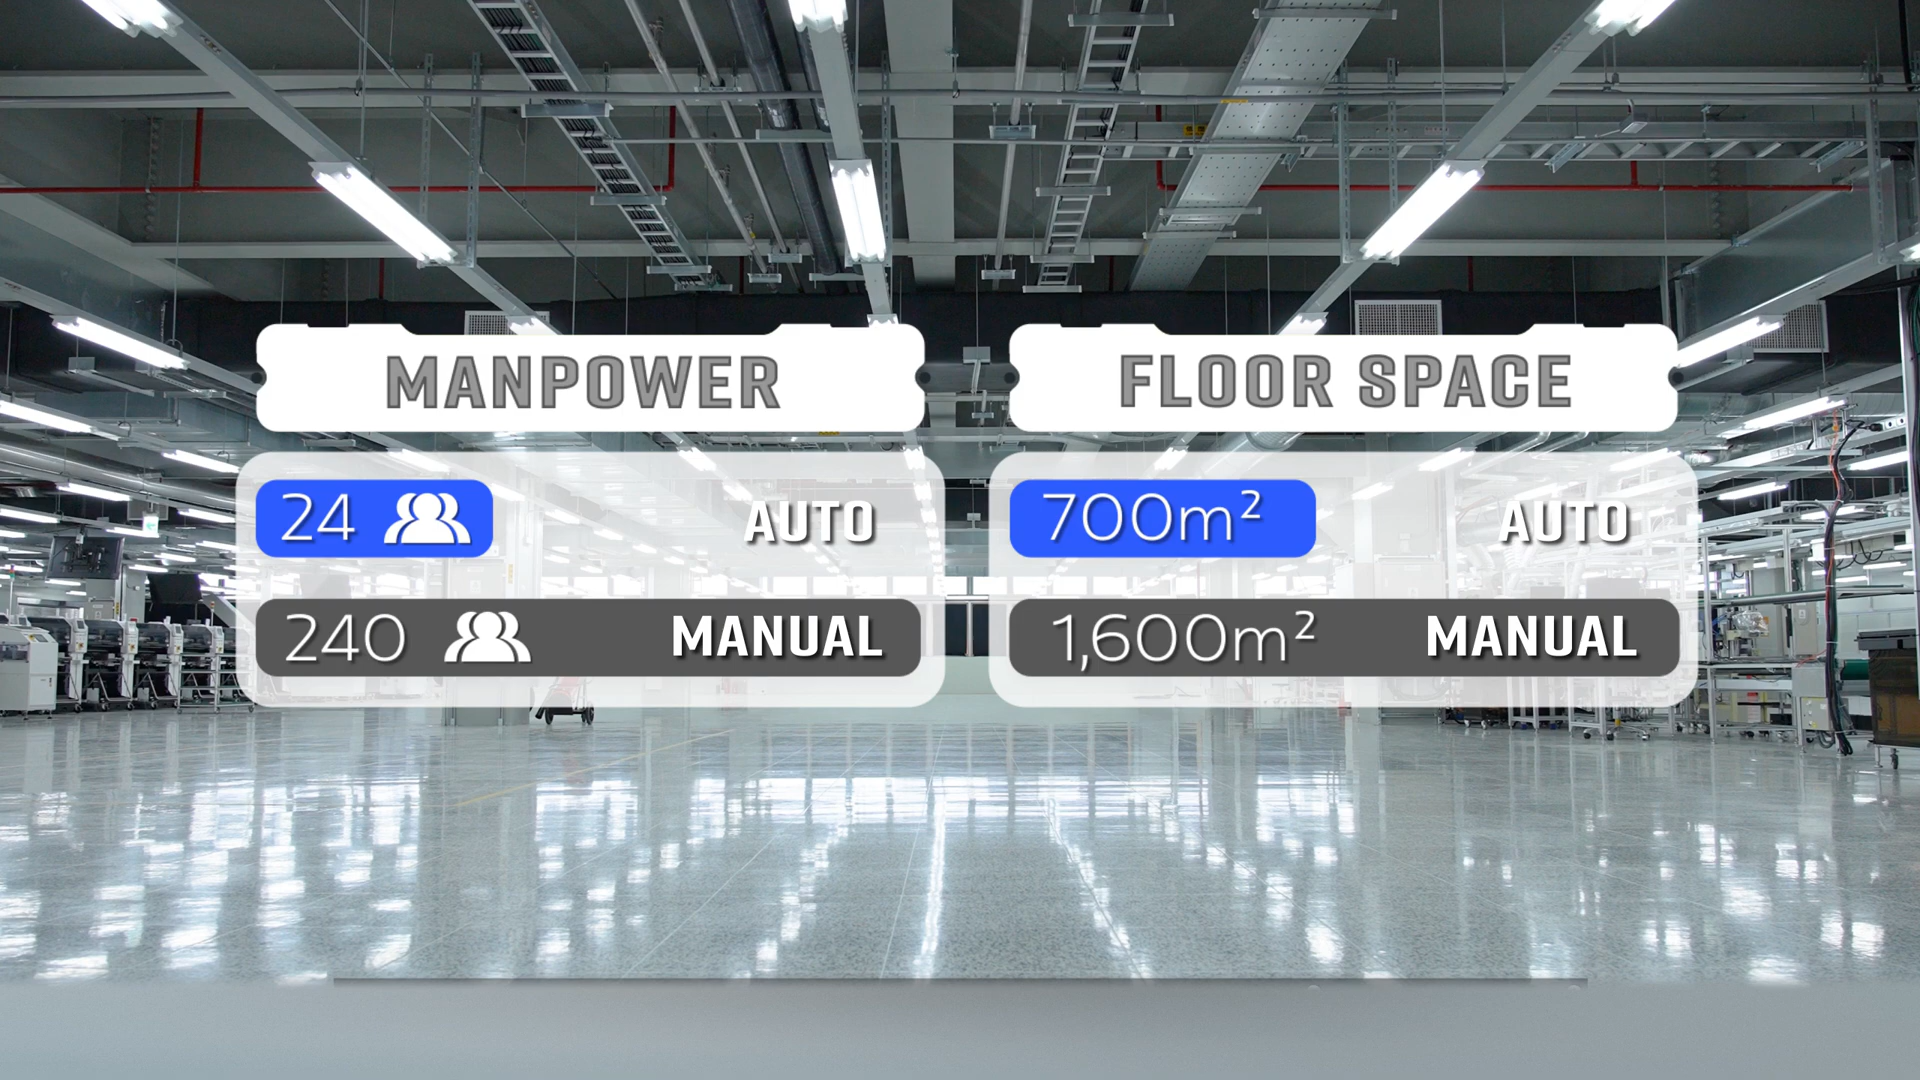 MANPOWER
24 AUTO
240 MANUAL
FLOOR SPACE
700m² AUTO
1,600m² MANUAL